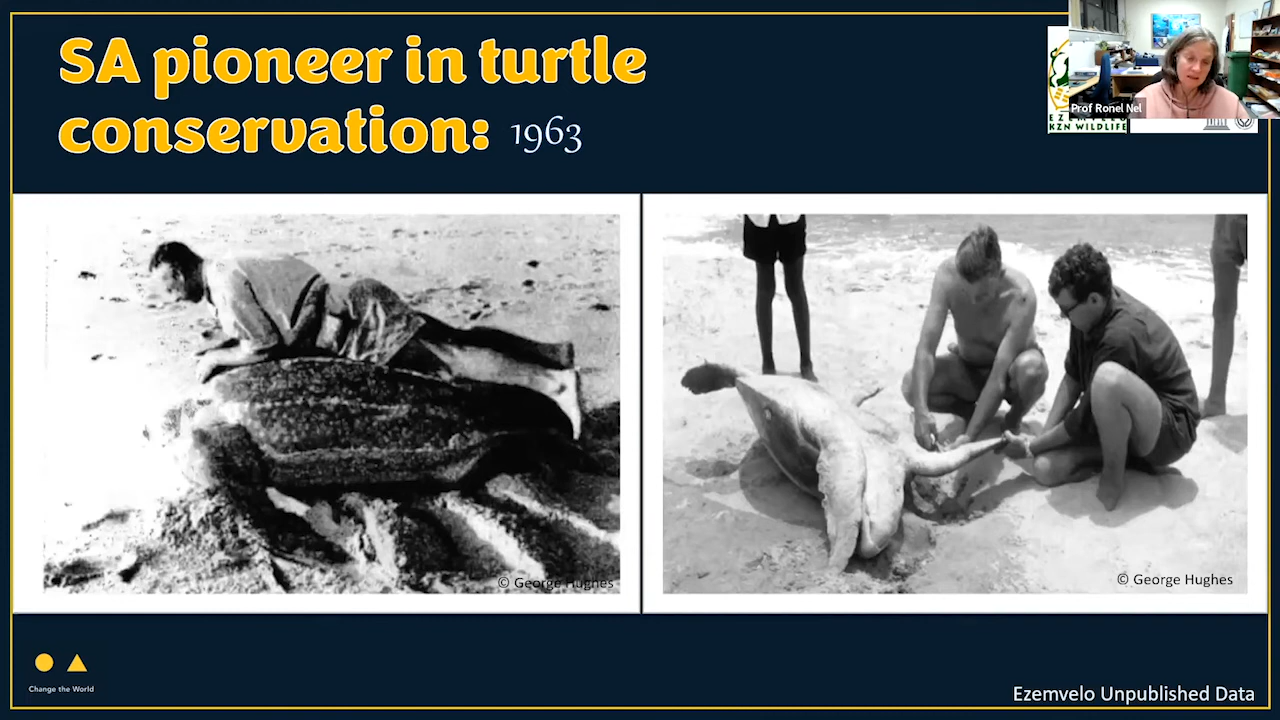 SA pioneer in turtle
conservation: 1963
Prof Ronel Nel
KZN WILDLIFE
© George Hughes
© George Hughes
Change the World
Ezemvelo Unpublished Data